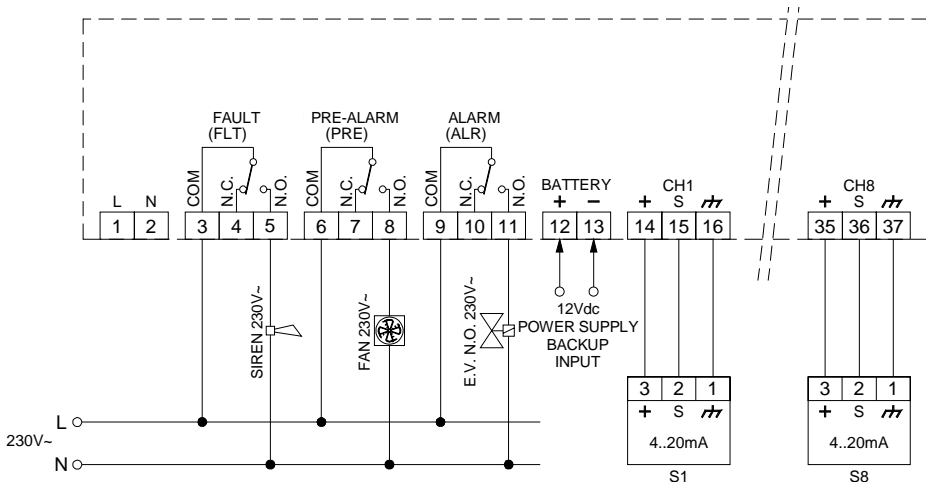 FAULT
(FLT)
PRE-ALARM
(PRE)
ALARM
(ALR)
L N
COM N.C. N.O.
COM N.C. N.O.
COM N.C. N.O.
BATTERY
+ −
CH1
+ S
CH8
+ S
1 2 3 4 5 6 7 8 9 10 11 12 13 14 15 16 35 36 37
SIREN 230V~
FAN 230V~
E.V. N.O. 230V~
12Vdc
POWER SUPPLY
BACKUP
INPUT
3 2 1
+ S
4..20mA
S1
3 2 1
+ S
4..20mA
S8
L
230V~
N